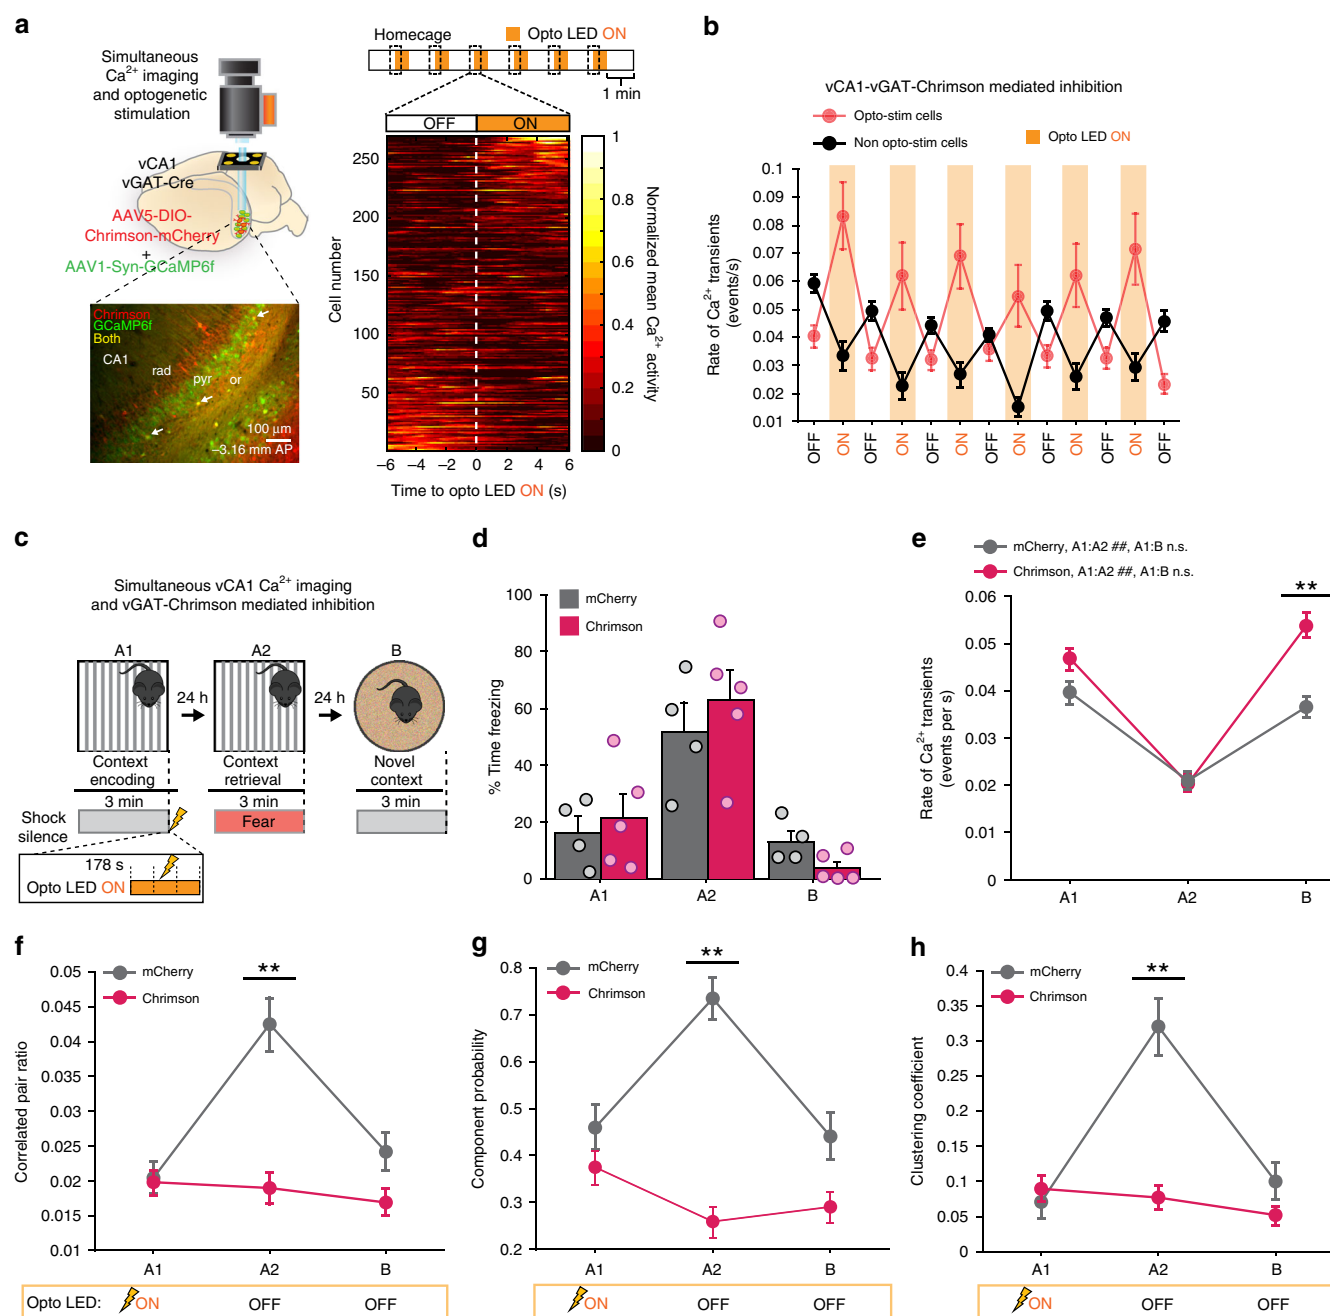 a
Simultaneous
Ca2+ imaging
and optogenetic
stimulation
vCA1
vGAT-Cre
AAV5-DIO-
Chrimson-mCherry
+
AAV1-Syn-GCaMP6f
Chrimson
GCaMP6f
Both
CA1
rad
pyr
or
100 μm
–3.16 mm AP
Homecage
Opto LED ON
1 min
OFF
ON
Cell number
250
200
150
100
50
–6 –4 –2 0 2 4 6
Time to opto LED ON (s)
1
0.8
0.6
0.4
0.2
0
Normalized mean Ca2+ activity
b
vCA1-vGAT-Chrimson mediated inhibition
Opto-stim cells
Non opto-stim cells
Opto LED ON
Rate of Ca2+ transients
(events/s)
0.1
0.09
0.08
0.07
0.06
0.05
0.04
0.03
0.02
0.01
OFF ON OFF ON OFF ON OFF ON OFF ON OFF ON OFF
c
Simultaneous vCA1 Ca2+ imaging
and vGAT-Chrimson mediated inhibition
A1 A2 B
24 h 24 h
Context
encoding
Context
retrieval
Novel
context
3 min 3 min 3 min
Shock
silence
Fear
178 s
Opto LED ON
d
mCherry
Chrimson
% Time freezing
100
80
60
40
20
0
A1 A2 B
e
mCherry, A1:A2 ##, A1:B n.s.
Chrimson, A1:A2 ##, A1:B n.s.
**
Rate of Ca2+ transients
(events per s)
0.06
0.05
0.04
0.03
0.02
0.01
0
A1 A2 B
f
mCherry
Chrimson
**
Correlated pair ratio
0.05
0.045
0.04
0.035
0.03
0.025
0.02
0.015
0.01
A1 A2 B
Opto LED: ON OFF OFF
g
mCherry
Chrimson
**
Component probability
0.8
0.7
0.6
0.5
0.4
0.3
0.2
A1 A2 B
ON OFF OFF
h
mCherry
Chrimson
**
Clustering coefficient
0.4
0.35
0.3
0.25
0.2
0.15
0.1
0.05
0
A1 A2 B
ON OFF OFF